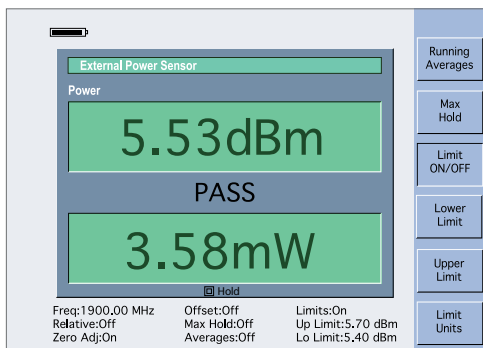 External Power Sensor
Power
5.53dBm
PASS
3.58mW
Hold
Freq:1900.00 MHz Offset:Off Limits:On
Relative:Off Max Hold:Off Up Limit:5.70 dBm
Zero Adj:On Averages:Off Lo Limit:5.40 dBm
Running
Averages
Max
Hold
Limit
ON/OFF
Lower
Limit
Upper
Limit
Limit
Units